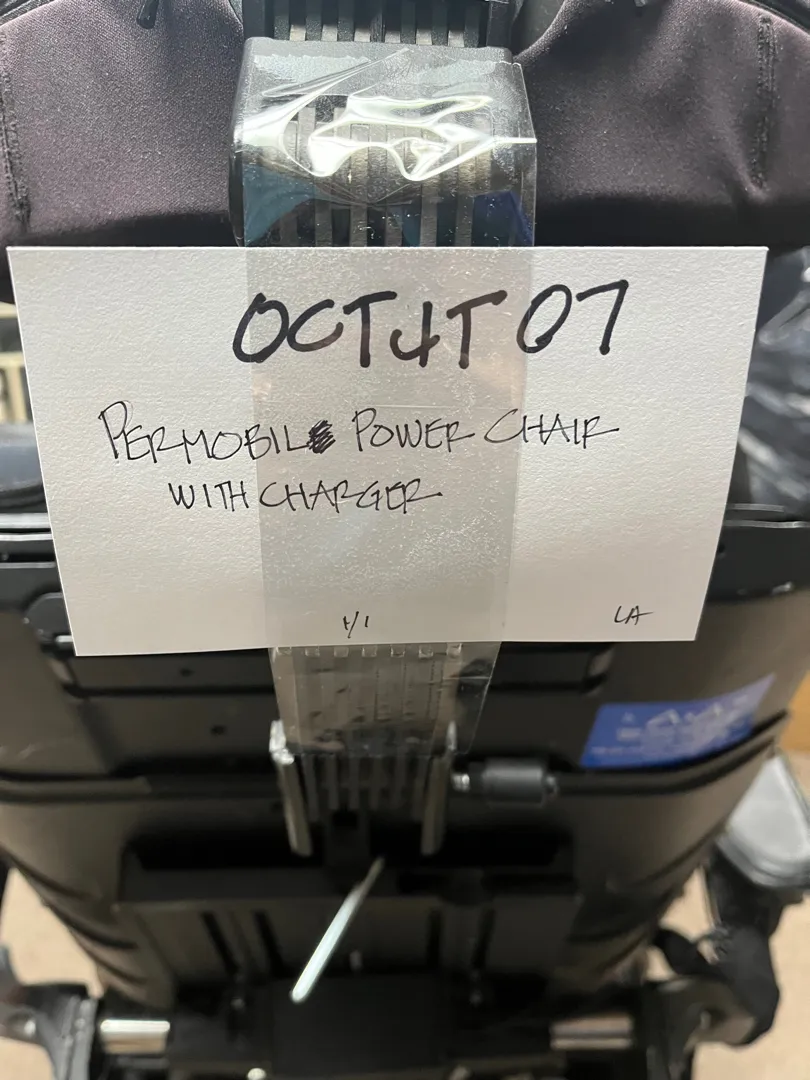 OCT4T07
PERMOBIL POWER CHAIR
WITH CHARGER
1/1
LA